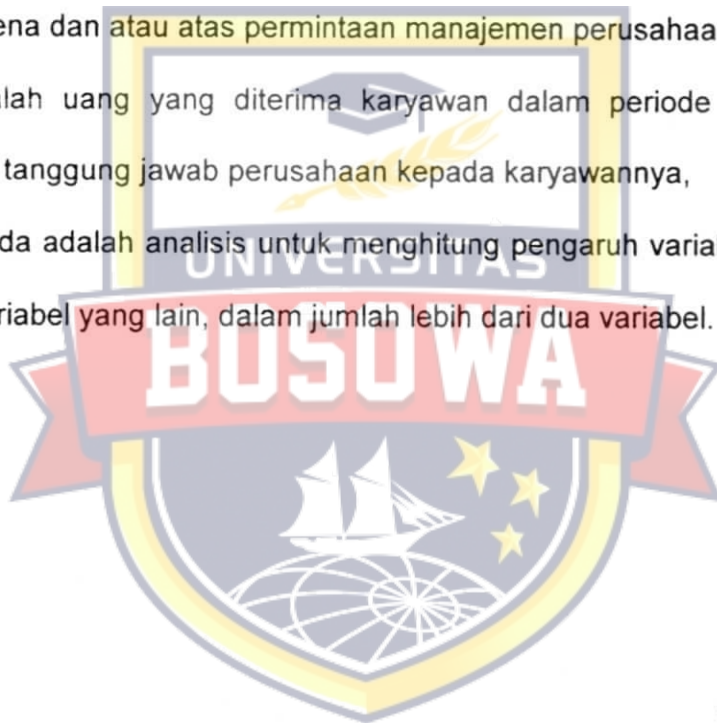 ena dan atau atas permintaan manajemen perusahaa
lah uang yang diterima karyawan dalam periode
tanggung jawab perusahaan kepada karyawannya,
da adalah analisis untuk menghitung pengaruh varia
UNIVERSITAS
riabel yang lain, dalam jumlah lebih dari dua variabel.
BOSOWA